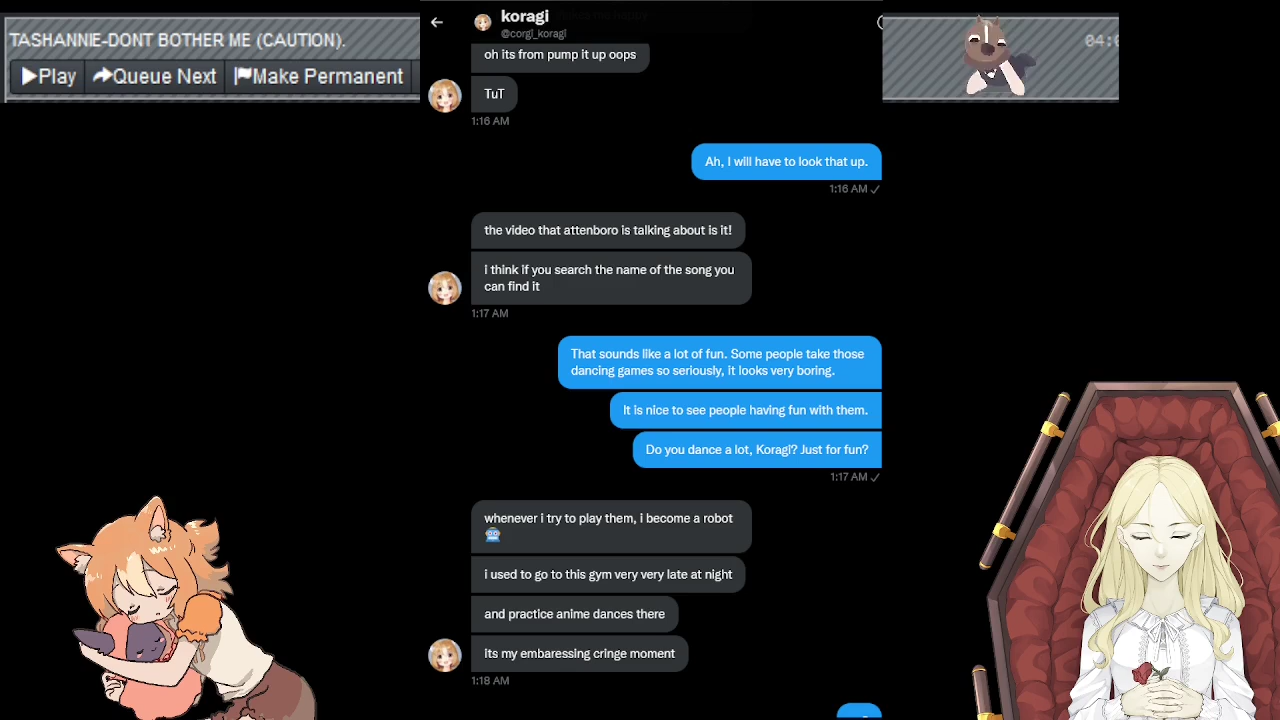 TASHANNIE-DONT BOTHER ME (CAUTION).
Play Queue Next Make Permanent
koragi
@corgi_koragi
oh its from pump it up oops
TuT
1:16 AM
Ah, I will have to look that up.
1:16 AM
the video that attenboro is talking about is it!
i think if you search the name of the song you
can find it
1:17 AM
That sounds like a lot of fun. Some people take those
dancing games so seriously, it looks very boring.
It is nice to see people having fun with them.
Do you dance a lot, Koragi? Just for fun?
1:17 AM
whenever i try to play them, i become a robot
i used to go to this gym very very late at night
and practice anime dances there
its my embaressing cringe moment
1:18 AM